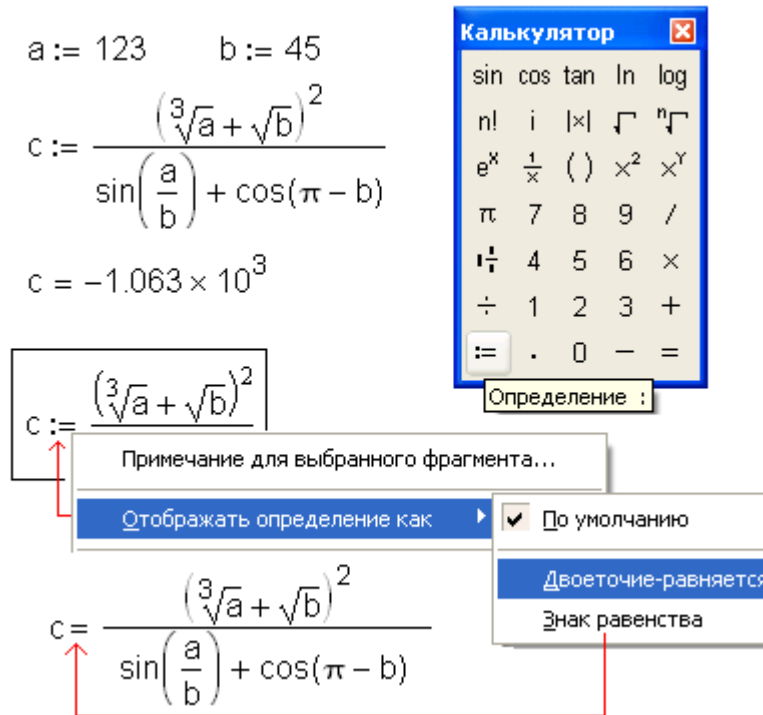 a := 123 b := 45
c := (∛a + √b)² / (sin(a/b) + cos(π − b))
c = −1.063 × 10³
Калькулятор
sin cos tan ln log
n! i |×| √ ⁿ√
eˣ 1/x ( ) ×² ×ʸ
π 7 8 9 /
4 5 6 ×
÷ 1 2 3 +
:= . 0 − =
Определение :
c := (∛a + √b)²
Примечание для выбранного фрагмента...
Отображать определение как
По умолчанию
Двоеточие-равняется
Знак равенства
c = (∛a + √b)² / (sin(a/b) + cos(π − b))